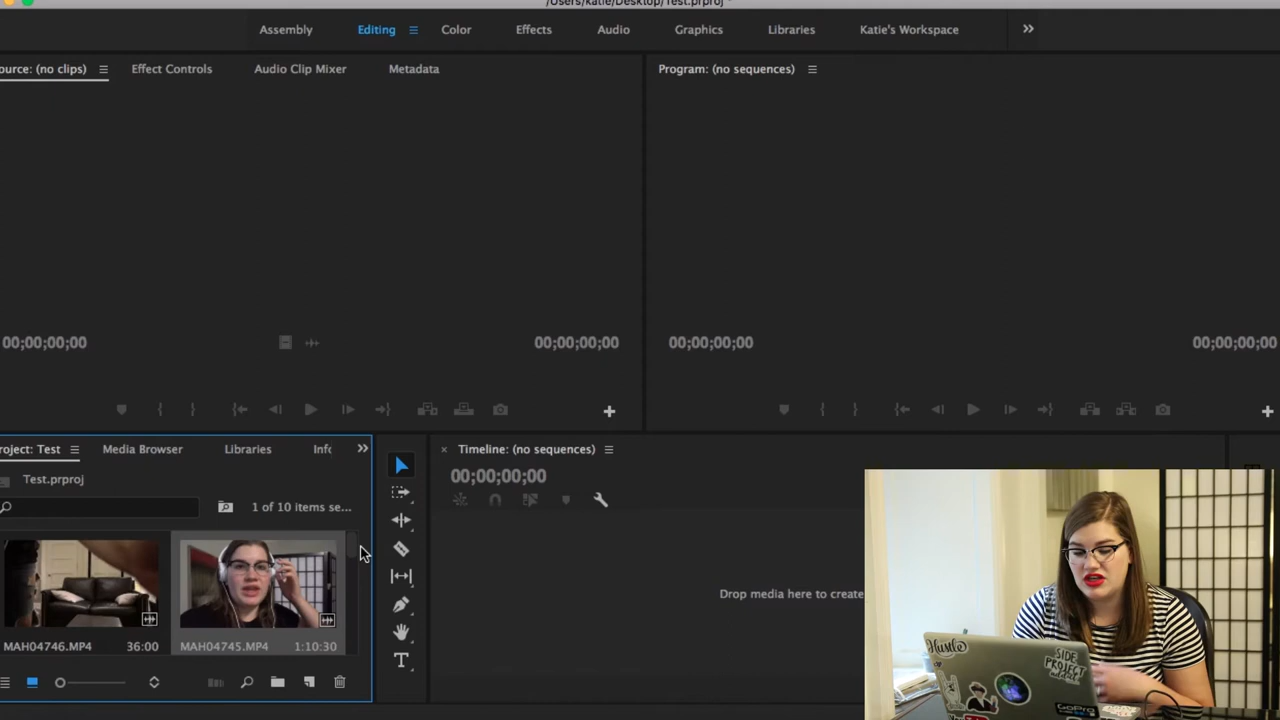 /Users/katie/Desktop/Test.prproj *
Assembly
Editing
Color
Effects
Audio
Graphics
Libraries
Katie's Workspace
ource: (no clips)
Effect Controls
Audio Clip Mixer
Metadata
Program: (no sequences)
00;00;00;00
00;00;00;00
00;00;00;00
00;00;00;00
roject: Test
Media Browser
Libraries
Info
Test.prproj
1 of 10 items se...
MAH04746.MP4
36:00
MAH04745.MP4
1:10:30
Timeline: (no sequences)
00;00;00;00
Drop media here to create
Hustle
SIDE
PROJECT
GoPro